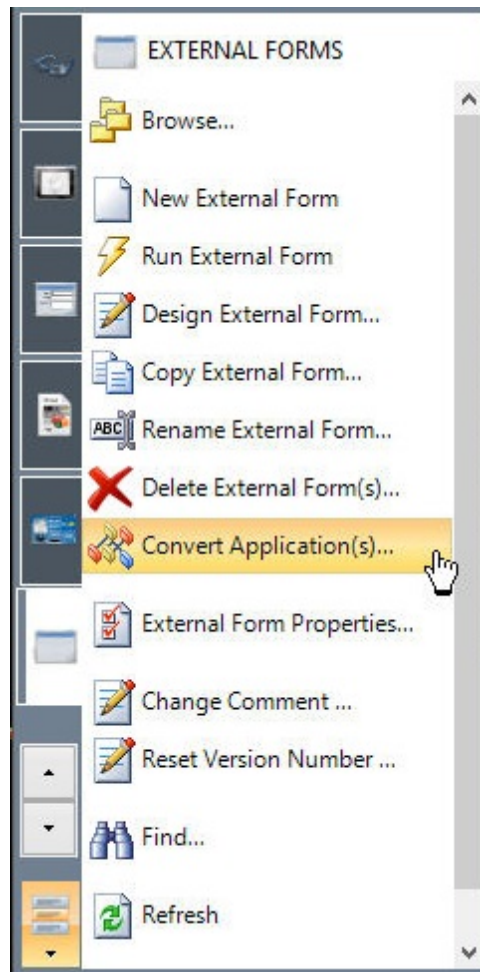 EXTERNAL FORMS
Browse...
New External Form
Run External Form
Design External Form...
Copy External Form...
ABC
Rename External Form...
Delete External Form(s)...
Convert Application(s)...
External Form Properties...
Change Comment ...
Reset Version Number ...
Find...
Refresh